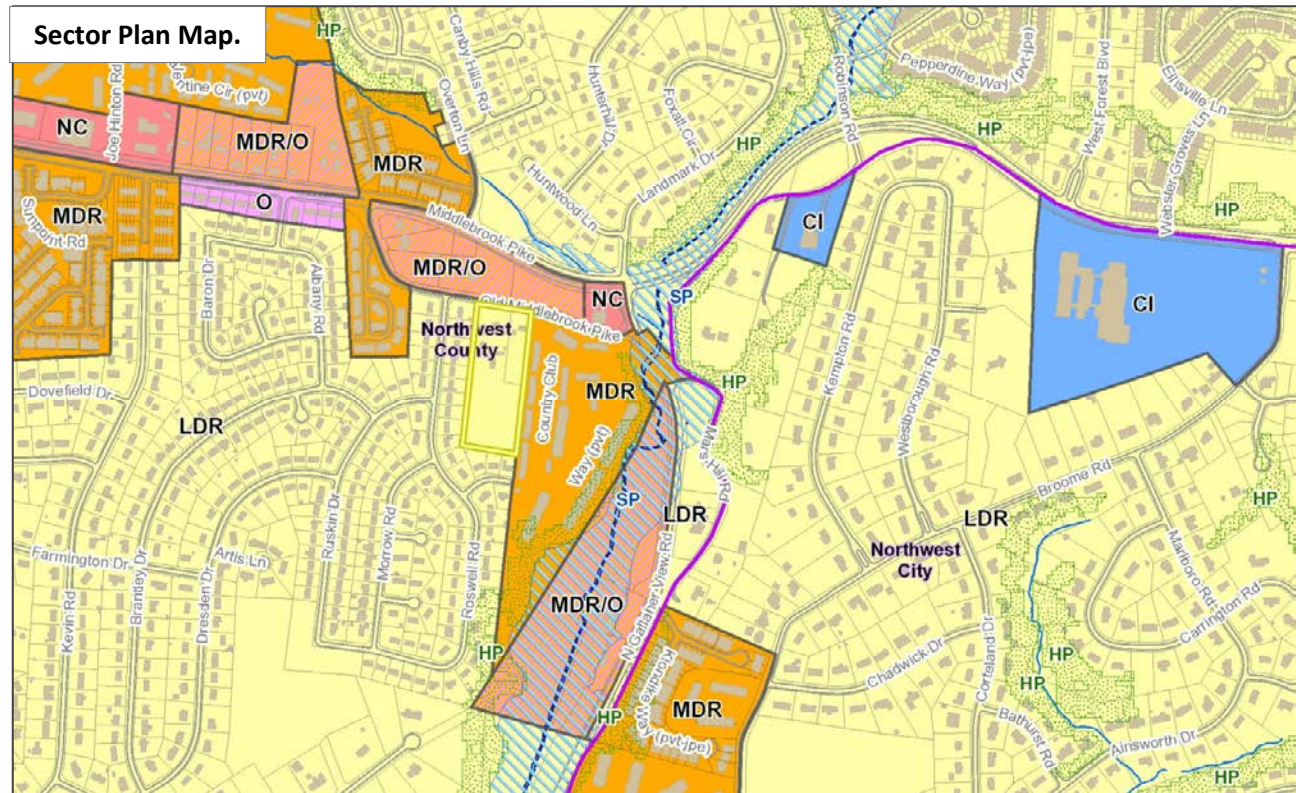 Sector Plan Map.
HP
Canby Hills Rd
Pepperdine Way (pvt-jpe)
West Forest Blvd
Ellisville Ln
Joe Hinton Rd
Overton Ln
Hunterhill Dr
Foxall Cir
Robinson Rd
NC
MDR/O
MDR
HP
HP
Webster Groves Ln
Landmark Dr
Huntwood Ln
MDR
O
CI
HP
Middlebrook Pike
MDR/O
Baron Dr
Albany Rd
NC
SP
CI
Old Middlebrook Pike
Northwest
County
Kempton Rd
Westborough Rd
Dovefield Dr
LDR
Country Club
Way (pvt)
MDR
HP
Mars Hill Rd
Broome Rd
HP
SP
LDR
LDR
Farmington Dr
Brantley Dr
Dresden Dr
Artis Ln
Ruskin Dr
Morrow Rd
Roswell Rd
Kevin Rd
Northwest
City
Marlboro Rd
Carrington Rd
MDR/O
N Gallaher View Rd
HP
Chadwick Dr
Corteland Dr
HP
HP
MDR
Klondike Way (pvt-jpe)
HP
Bathurst Rd
Ainsworth Dr
HP